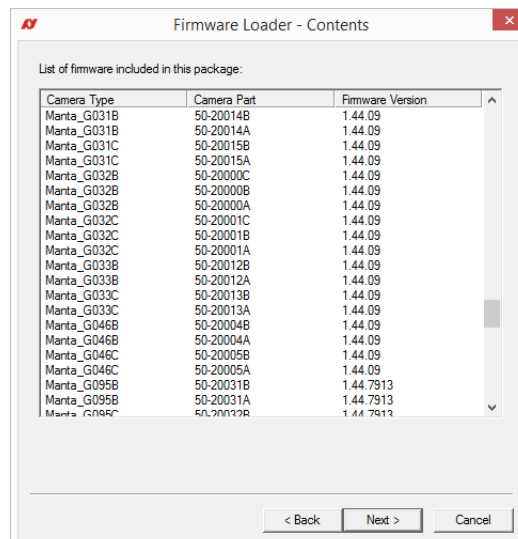 Firmware Loader - Contents
List of firmware included in this package:
Camera Type Camera Part Firmware Version
Manta_G031B 50-20014B 1.44.09
Manta_G031B 50-20014A 1.44.09
Manta_G031C 50-20015B 1.44.09
Manta_G031C 50-20015A 1.44.09
Manta_G032B 50-20000C 1.44.09
Manta_G032B 50-20000B 1.44.09
Manta_G032B 50-20000A 1.44.09
Manta_G032C 50-20001C 1.44.09
Manta_G032C 50-20001B 1.44.09
Manta_G032C 50-20001A 1.44.09
Manta_G033B 50-20012B 1.44.09
Manta_G033B 50-20012A 1.44.09
Manta_G033C 50-20013B 1.44.09
Manta_G033C 50-20013A 1.44.09
Manta_G046B 50-20004B 1.44.09
Manta_G046B 50-20004A 1.44.09
Manta_G046C 50-20005B 1.44.09
Manta_G046C 50-20005A 1.44.09
Manta_G095B 50-20031B 1.44.7913
Manta_G095B 50-20031A 1.44.7913
Manta_G095C 50-20032B 1.44.7913
< Back Next > Cancel